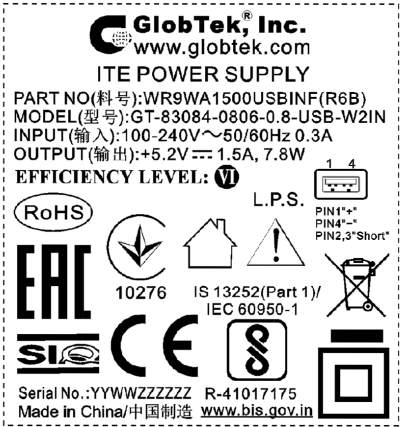 GlobTek, Inc.
www.globtek.com
ITE POWER SUPPLY
PART NO(料号):WR9WA1500USBINF(R6B)
MODEL(型号):GT-83084-0806-0.8-USB-W2IN
INPUT(输入):100-240V～50/60Hz 0.3A
OUTPUT(输出):+5.2V⎓1.5A, 7.8W
EFFICIENCY LEVEL: VI
1 4
L.P.S.
PIN1"+"
PIN4"-"
PIN2,3"Short"
RoHS
EAC
10276
IS 13252(Part 1)/
IEC 60950-1
SIQ
CE
Serial No.:YYWWZZZZZZ R-41017175
Made in China/中国制造 www.bis.gov.in